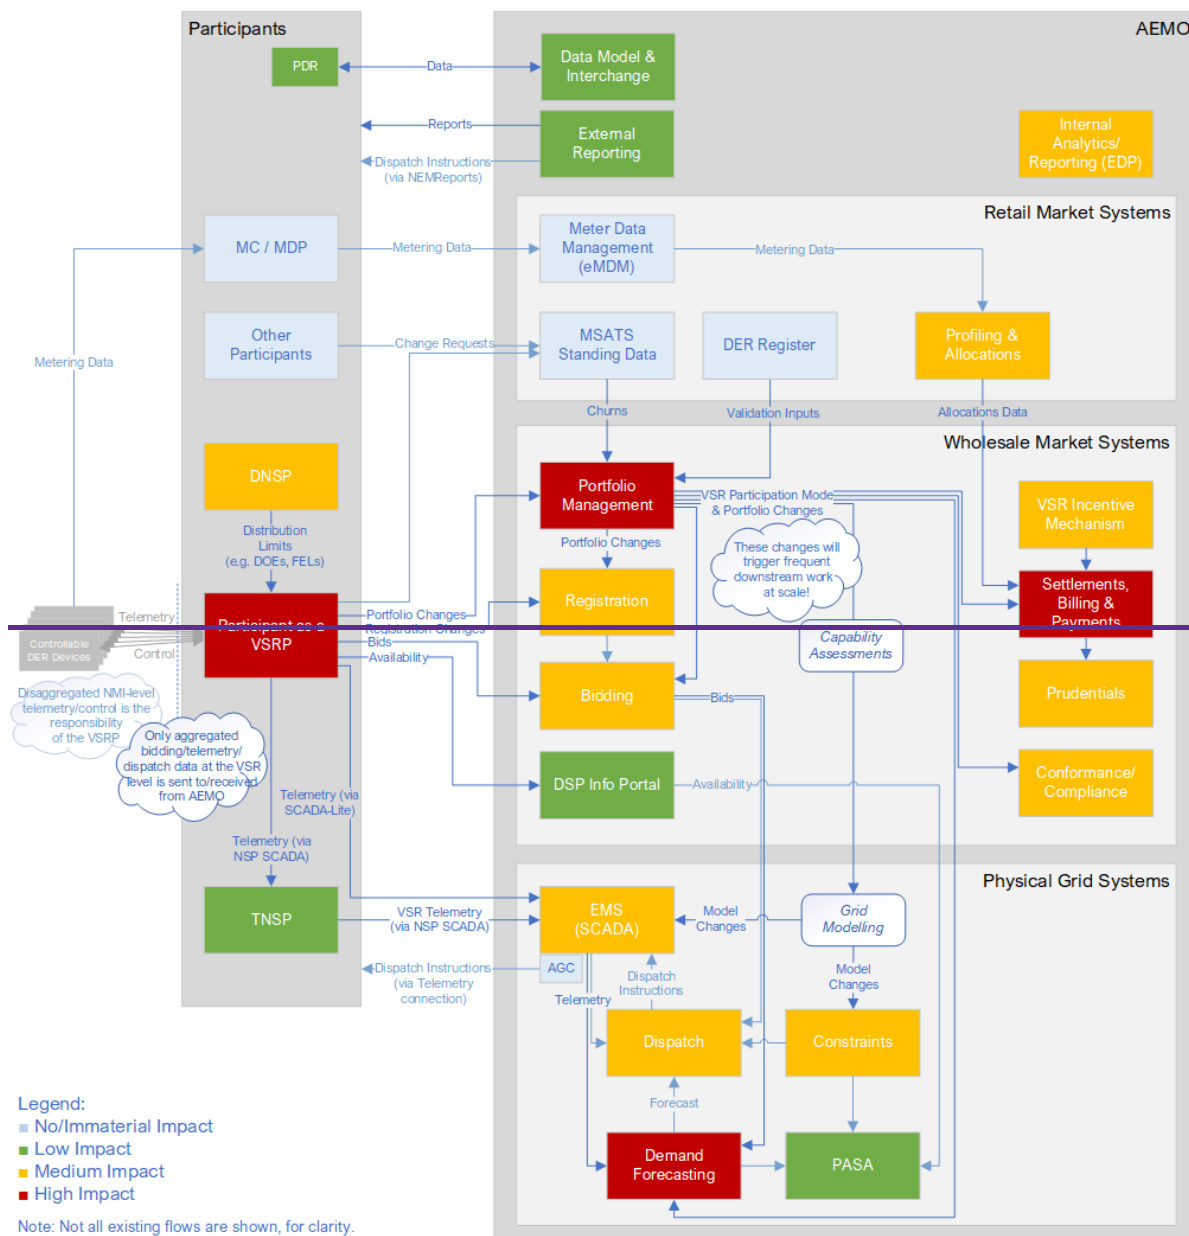 Participants
AEMO
PDR
Data
Data Model &
Interchange
Reports
External
Reporting
Dispatch Instructions
(via NEMReports)
Internal
Analytics/
Reporting (EDP)
Retail Market Systems
MC / MDP
Metering Data
Meter Data
Management
(eMDM)
Metering Data
Other
Participants
Change Requests
MSATS
Standing Data
DER Register
Profiling &
Allocations
Metering Data
Churns
Validation Inputs
Allocations Data
Wholesale Market Systems
DNSP
Distribution
Limits
(e.g. DOEs, FELs)
Portfolio
Management
VSR Participation Mode
& Portfolio Changes
VSR Incentive
Mechanism
Portfolio Changes
These changes will
trigger frequent
downstream work
at scale!
Telemetry
Controllable
DER Devices
Control
Participant as a
VSRP
Portfolio Changes
Registration Changes
Bids
Availability
Registration
Capability
Assessments
Settlements,
Billing &
Payments
Disaggregated NMI-level
telemetry/control is the
responsibility
of the VSRP
Only aggregated
bidding/telemetry/
dispatch data at the VSR
level is sent to/received
from AEMO
Bidding
Bids
Prudentials
DSP Info Portal
Availability
Conformance/
Compliance
Telemetry (via
SCADA-Lite)
Telemetry (via
NSP SCADA)
Physical Grid Systems
TNSP
VSR Telemetry
(via NSP SCADA)
EMS
(SCADA)
Model
Changes
Grid
Modelling
AGC
Dispatch Instructions
(via Telemetry
connection)
Dispatch
Instructions
Telemetry
Model
Changes
Dispatch
Constraints
Forecast
Demand
Forecasting
PASA
Legend:
No/Immaterial Impact
Low Impact
Medium Impact
High Impact
Note: Not all existing flows are shown, for clarity.